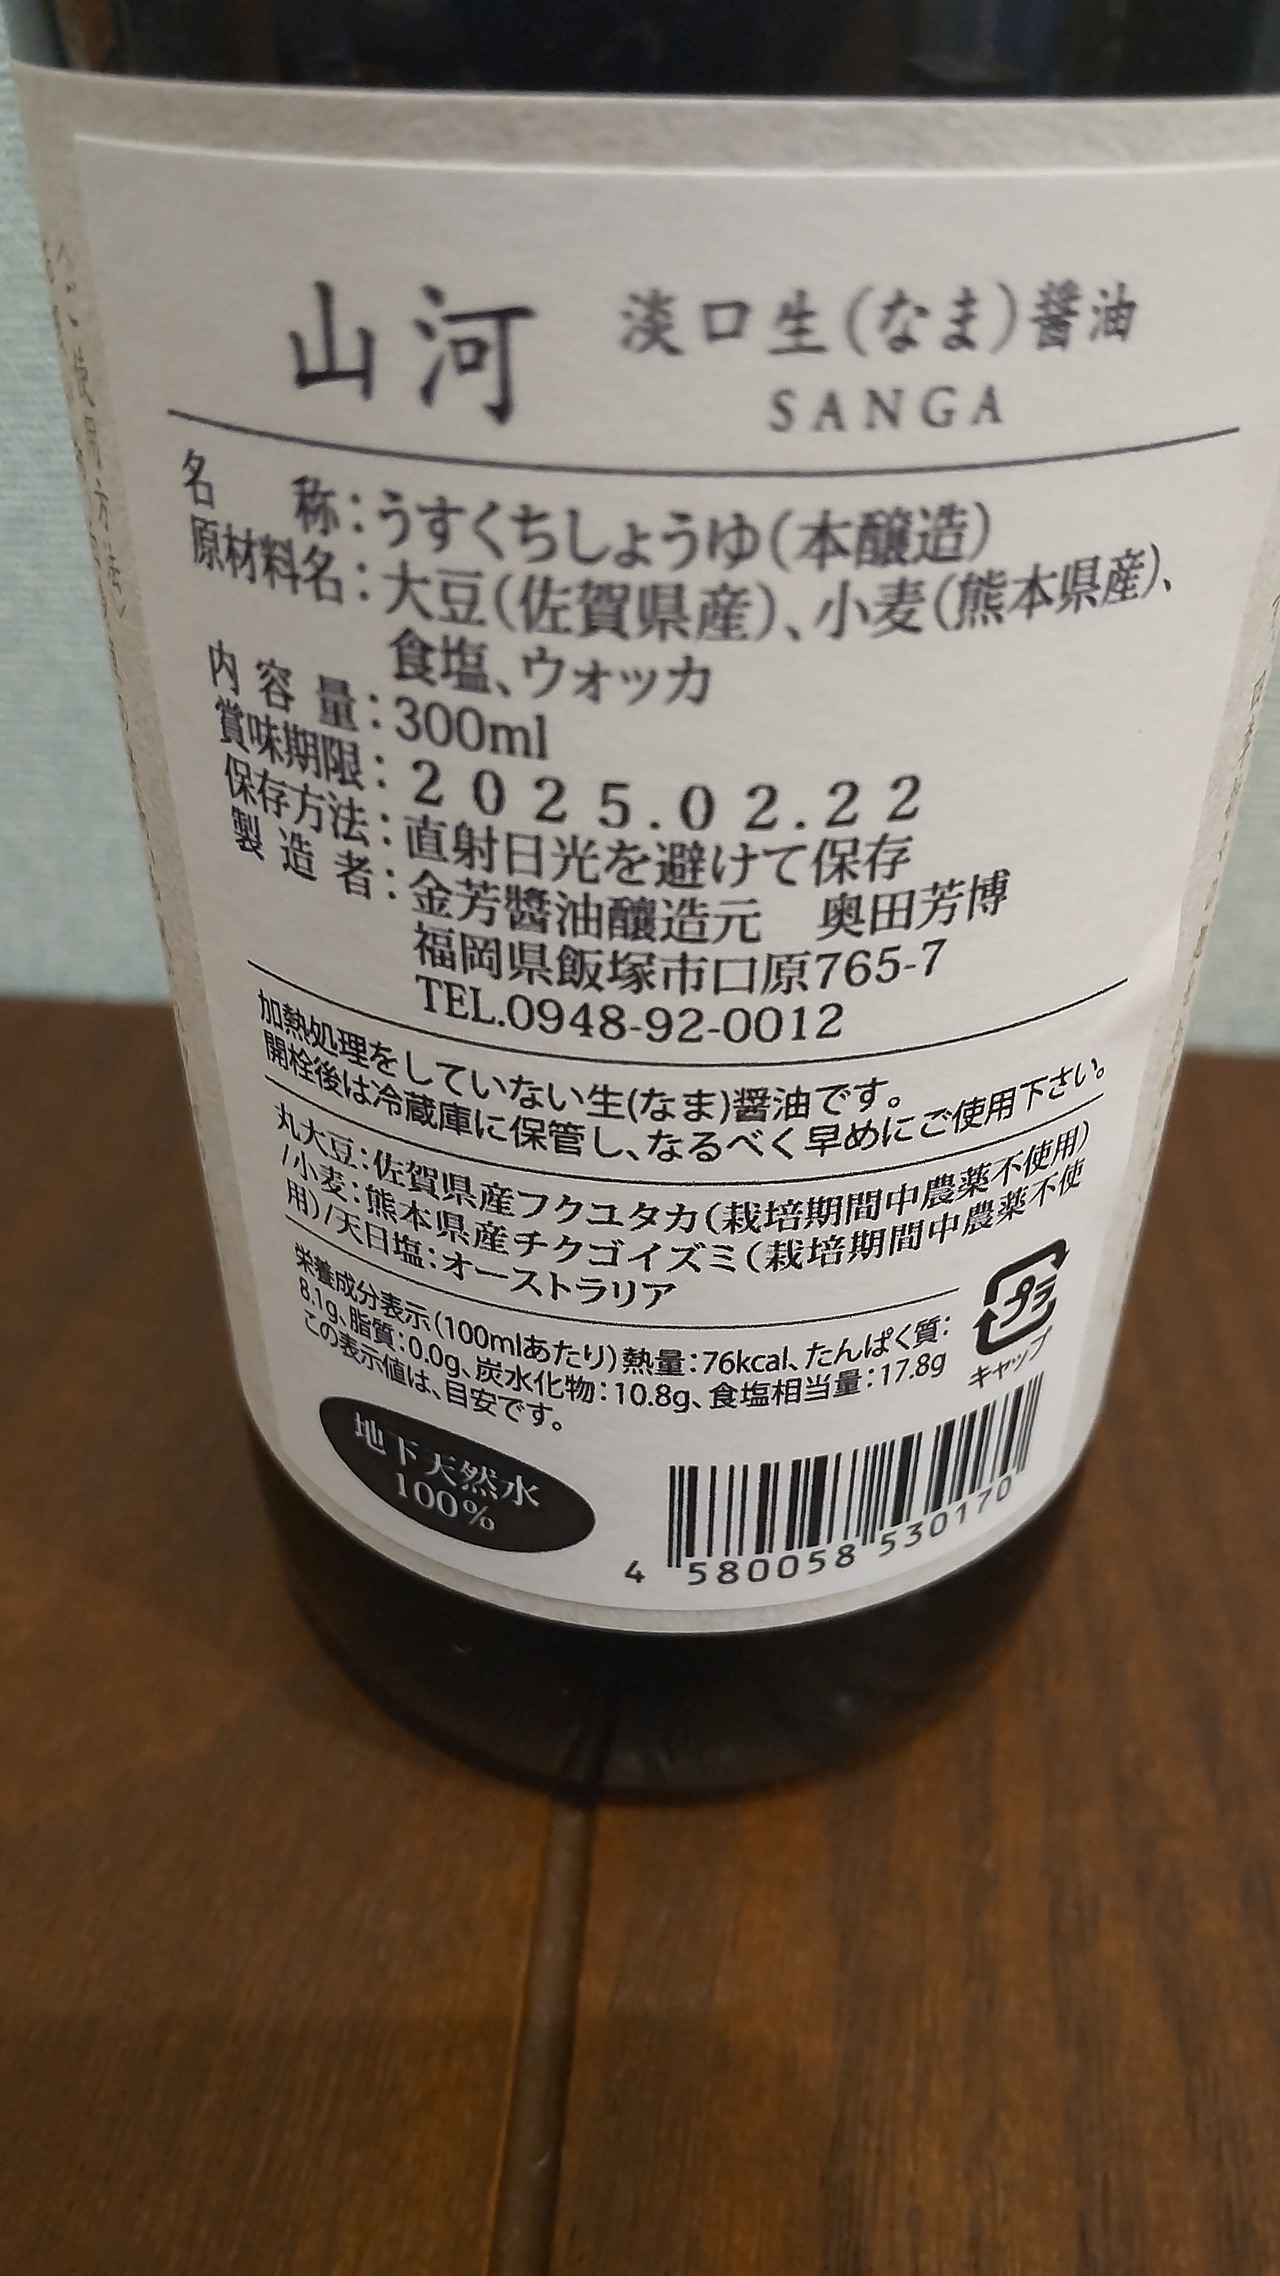 山河 淡口生(なま)醤油
SANGA
名称:うすくちしょうゆ(本醸造)
原材料名:大豆(佐賀県産)、小麦(熊本県産)、
食塩、ウォッカ
内容量:300ml
賞味期限:2025.02.22
保存方法:直射日光を避けて保存
製造者:金芳醬油釀造元 奥田芳博
福岡県飯塚市口原765-7
TEL.0948-92-0012
加熱処理をしていない生(なま)醤油です。
開栓後は冷蔵庫に保管し、なるべく早めにご使用下さい。
丸大豆:佐賀県産フクユタカ(栽培期間中農薬不使用)
/小麦:熊本県産チクゴイズミ(栽培期間中農薬不使
用)/天日塩:オーストラリア
栄養成分表示(100mlあたり)熱量:76kcal、たんぱく質:
8.1g、脂質:0.0g、炭水化物:10.8g、食塩相当量:17.8g
この表示値は、目安です。
プラ
キャップ
地下天然水
100%
4 580058 530170